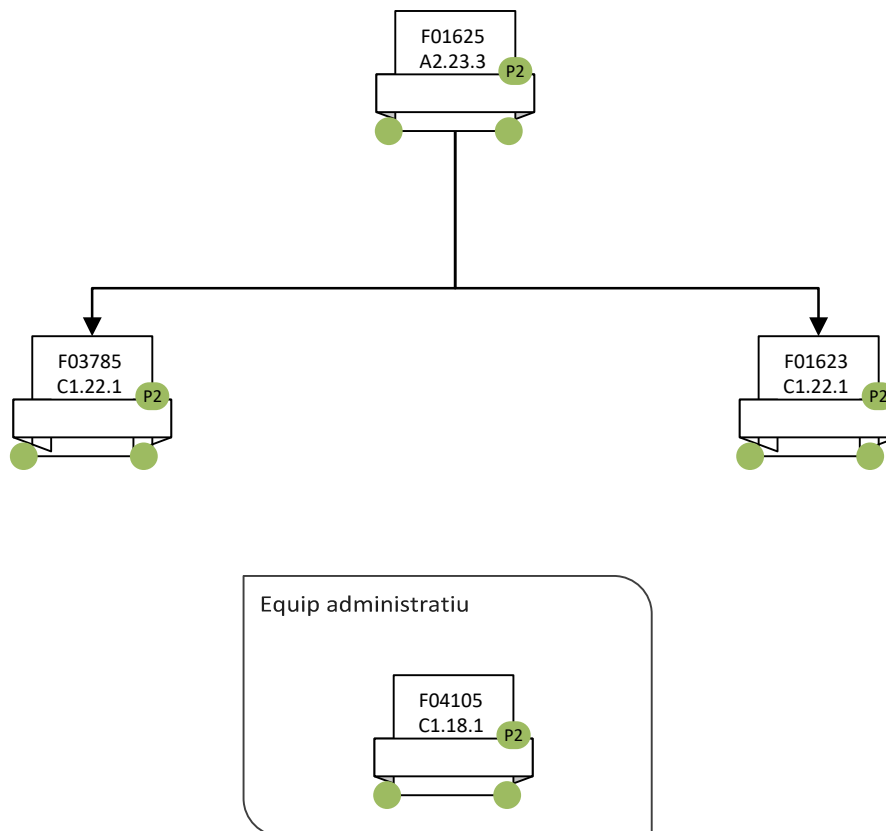 F01625
A2.23.3
P2
F03785
C1.22.1
P2
F01623
C1.22.1
P2
Equip administratiu
F04105
C1.18.1
P2